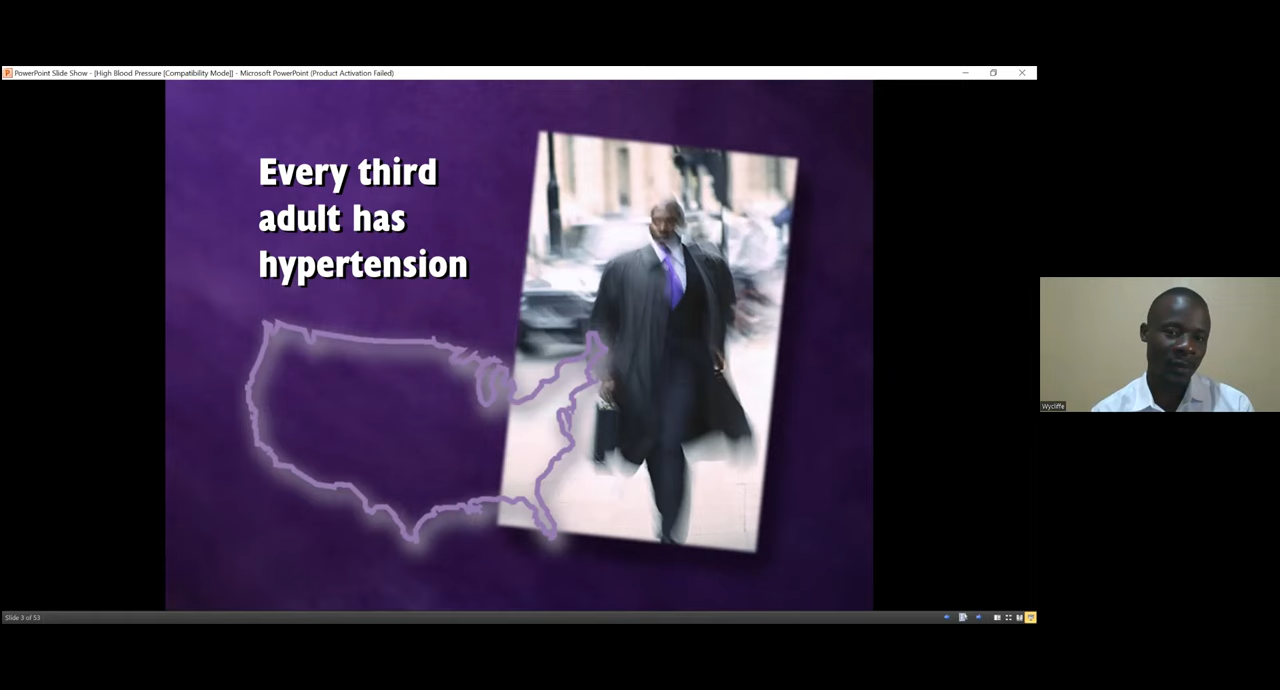 PowerPoint Slide Show - [High Blood Pressure [Compatibility Mode]] - Microsoft PowerPoint (Product Activation Failed)
Every third
adult has
hypertension
Wycliffe
Slide 3 of 53